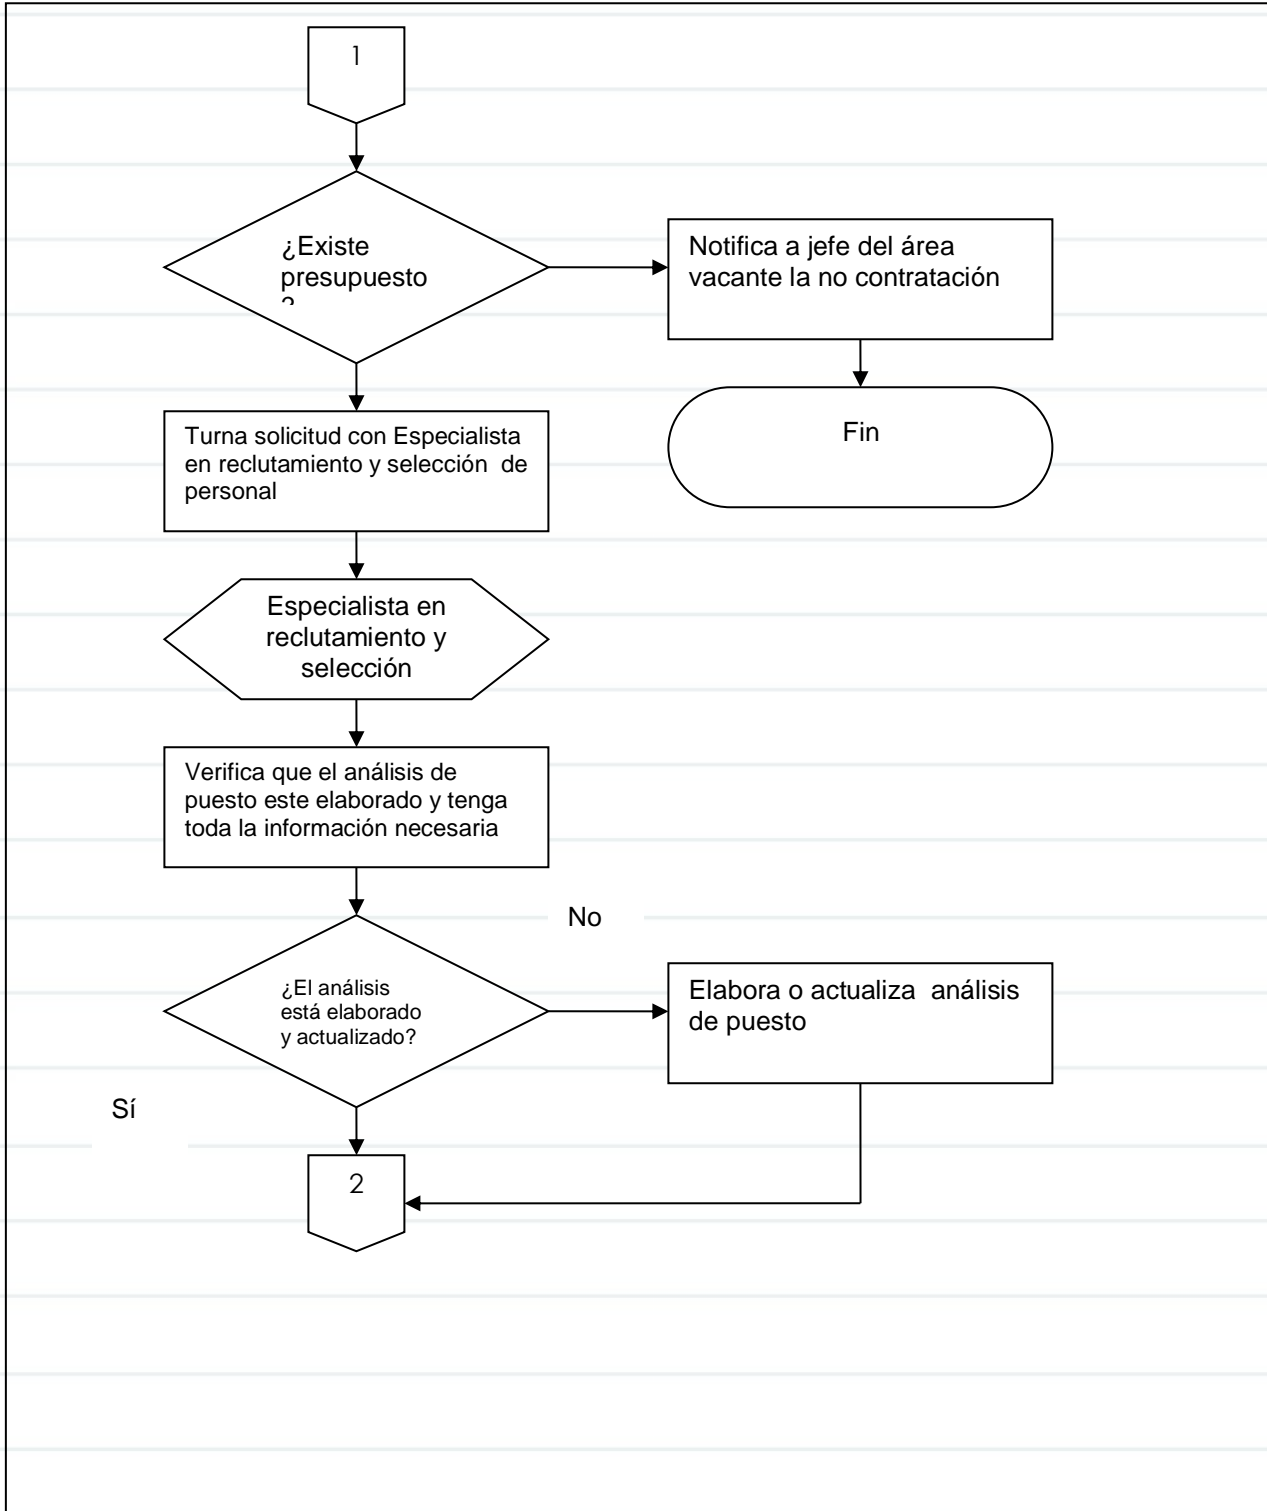 1
¿Existe
presupuesto
Notifica a jefe del área
vacante la no contratación
Fin
Turna solicitud con Especialista
en reclutamiento y selección  de
personal
Especialista en
reclutamiento y
selección
Verifica que el análisis de
puesto este elaborado y tenga
toda la información necesaria
No
¿El análisis
está elaborado
y actualizado?
Elabora o actualiza  análisis
de puesto
Sí
2